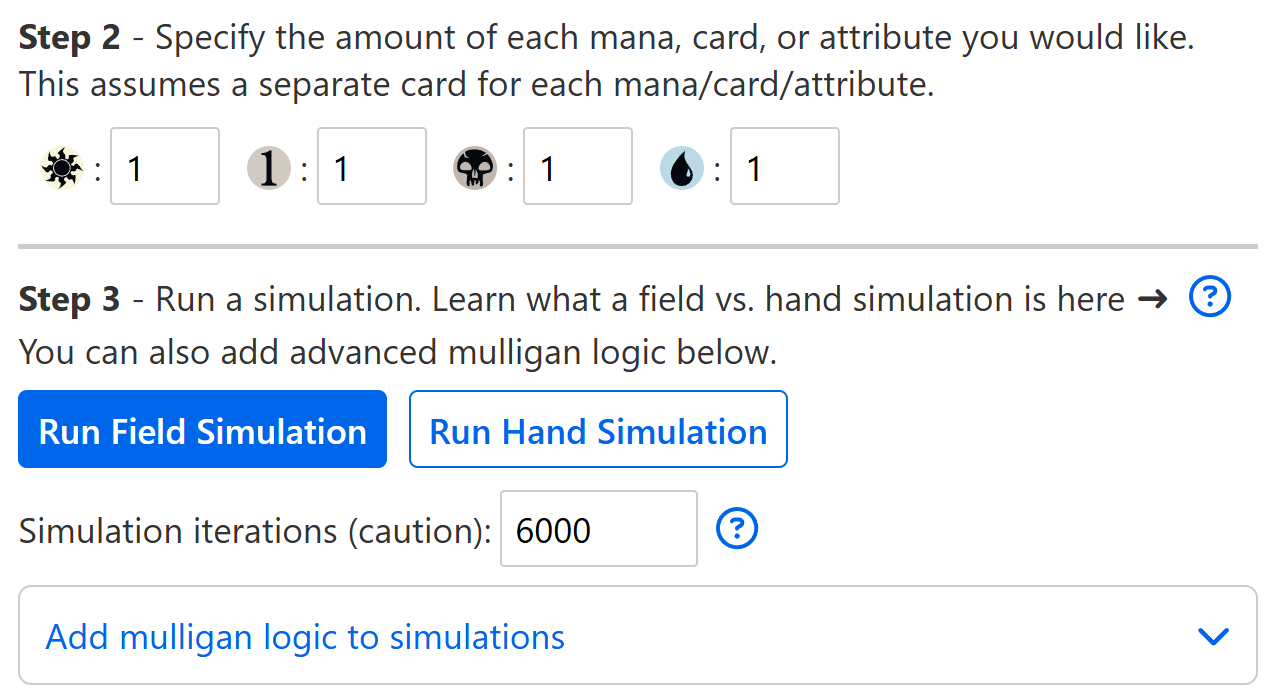 Step 2 - Specify the amount of each mana, card, or attribute you would like.
This assumes a separate card for each mana/card/attribute.
: 1 1 : 1 : 1 : 1
Step 3 - Run a simulation. Learn what a field vs. hand simulation is here → ?
You can also add advanced mulligan logic below.
Run Field Simulation Run Hand Simulation
Simulation iterations (caution): 6000 ?
Add mulligan logic to simulations